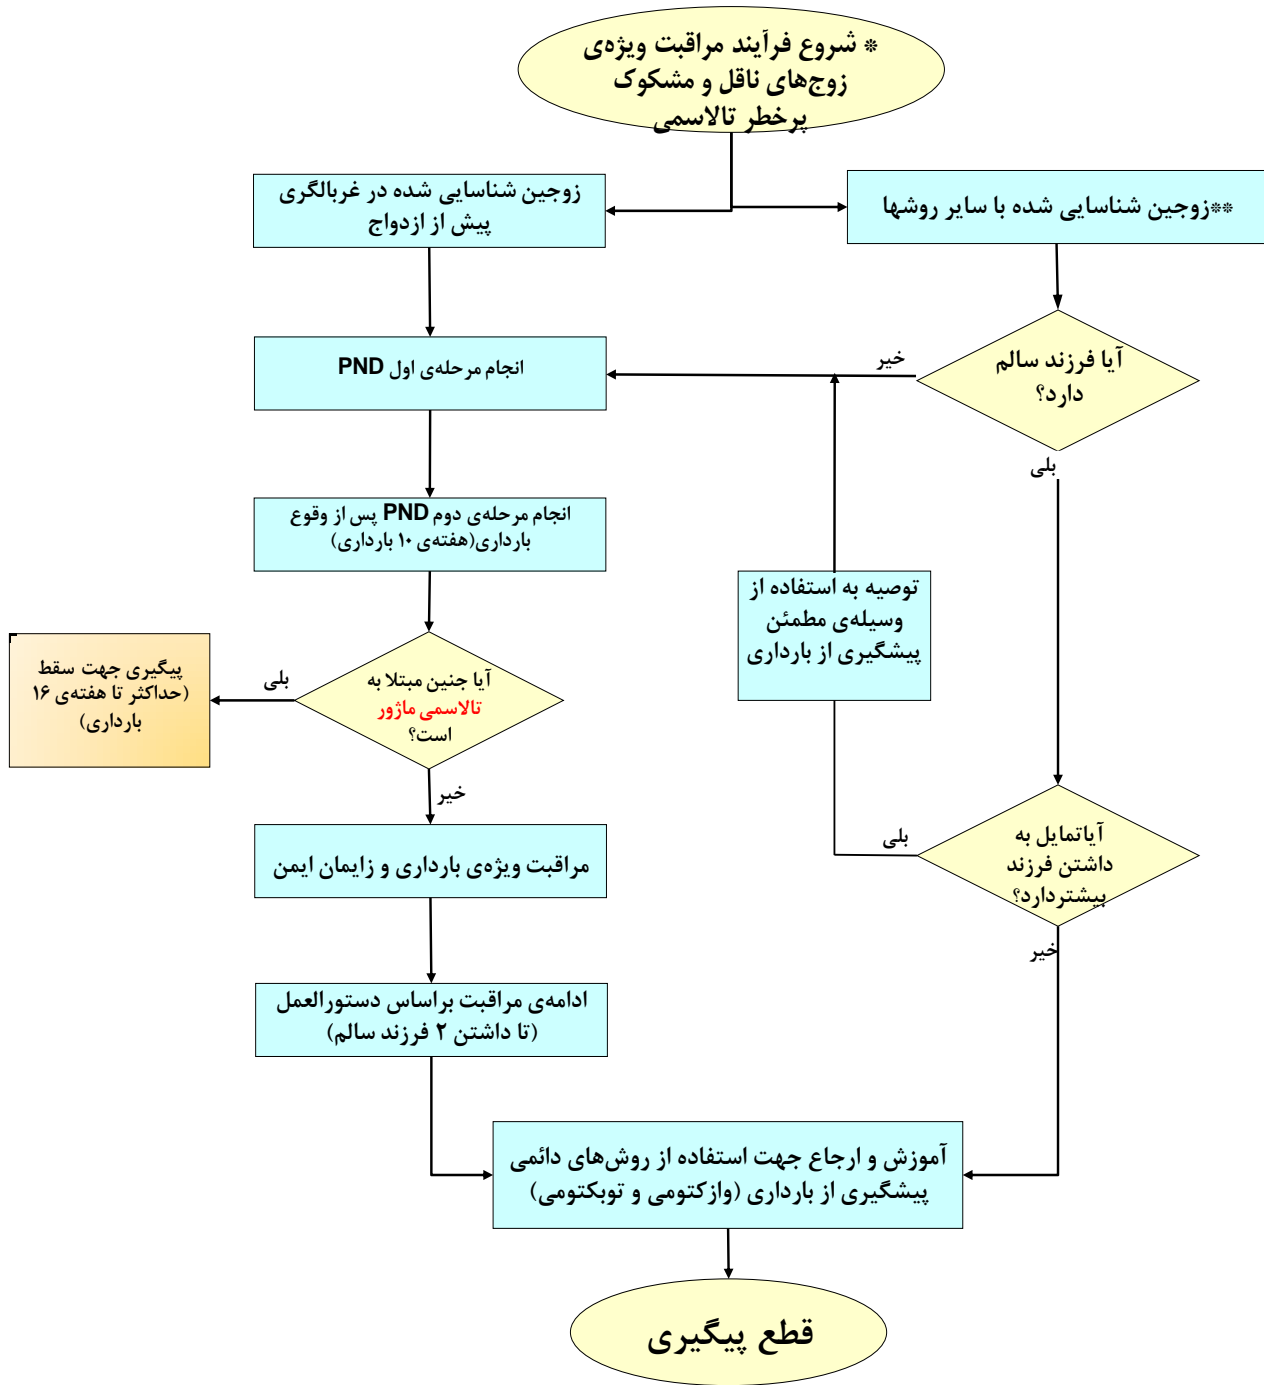 * شروع فرآیند مراقبت ویژه‌ی
زوج‌های ناقل و مشکوک
پرخطر تالاسمی
زوجین شناسایی شده در غربالگری
پیش از ازدواج
**زوجین شناسایی شده با سایر روشها
آیا فرزند سالم
دارد؟
خیر
بلی
انجام مرحله‌ی اول PND
انجام مرحله‌ی دوم PND پس از وقوع
بارداری(هفته‌ی ۱۰ بارداری)
توصیه به استفاده از
وسیله‌ی مطمئن
پیشگیری از بارداری
آیا جنین مبتلا به
تالاسمی ماژور
است؟
بلی
خیر
پیگیری جهت سقط
(حداکثر تا هفته‌ی ۱۶
بارداری)
آیاتمایل به
داشتن فرزند
بیشتردارد؟
بلی
خیر
مراقبت ویژه‌ی بارداری و زایمان ایمن
ادامه‌ی مراقبت براساس دستورالعمل
(تا داشتن ۲ فرزند سالم)
آموزش و ارجاع جهت استفاده از روش‌های دائمی
پیشگیری از بارداری (وازکتومی و توبکتومی)
قطع پیگیری